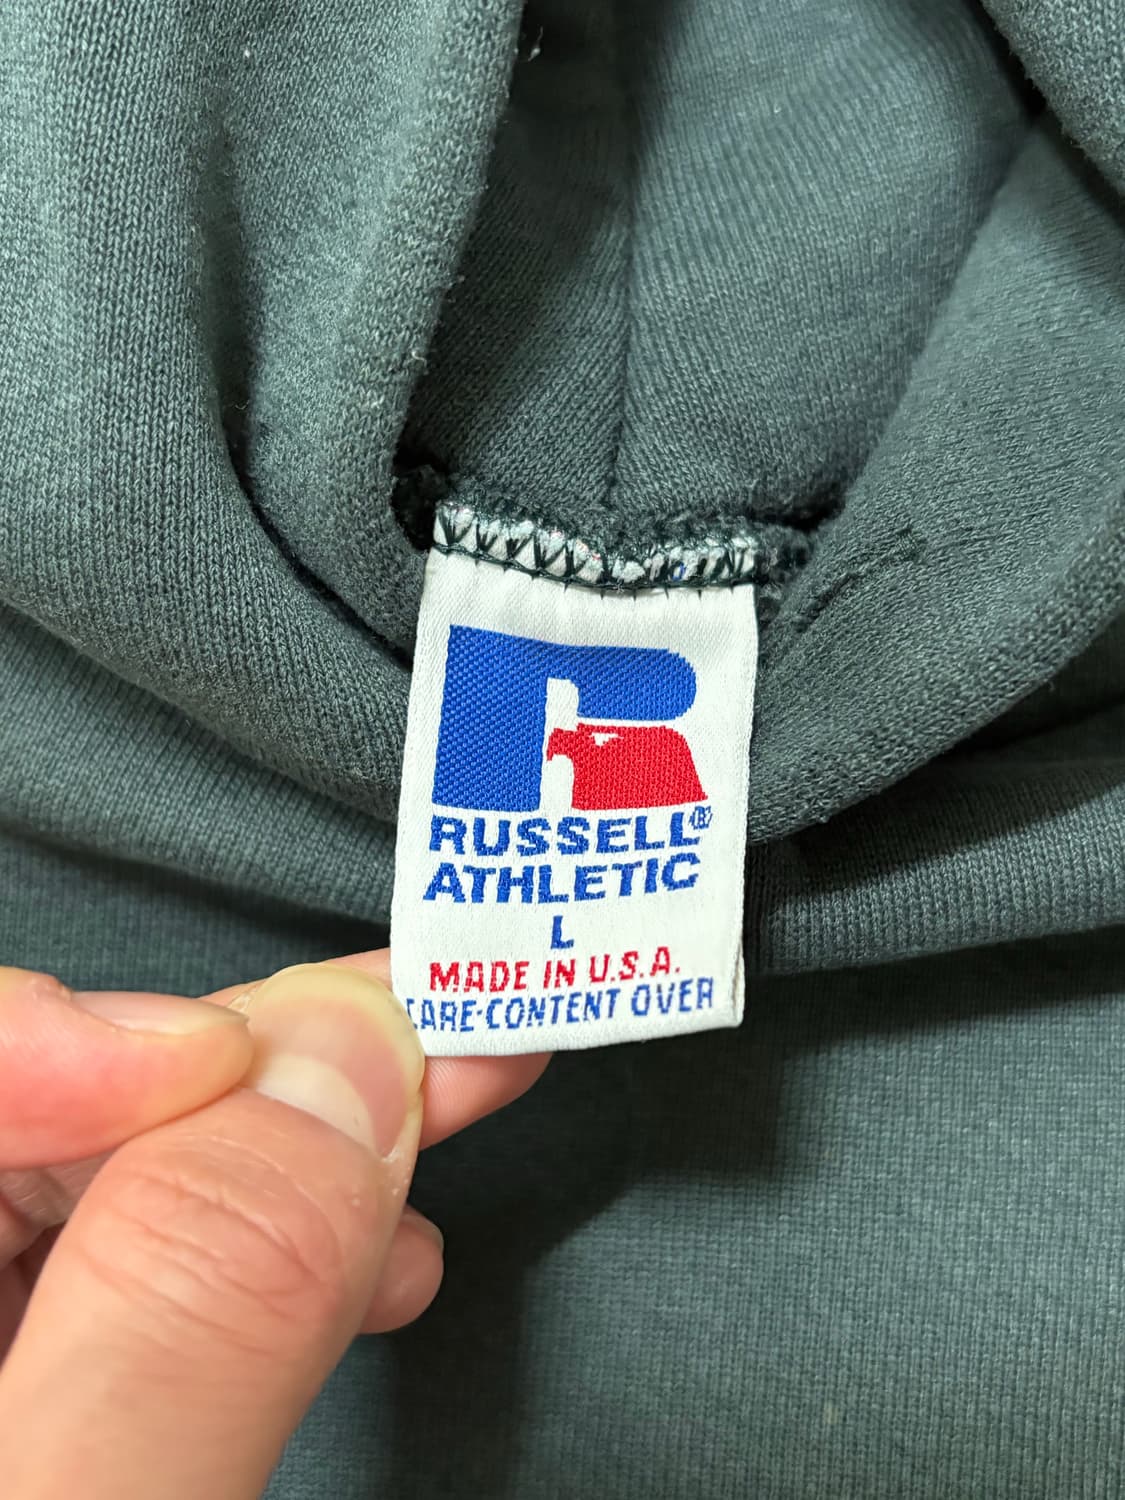 RUSSELL®
ATHLETIC
L
MADE IN U.S.A.
CARE-CONTENT OVER